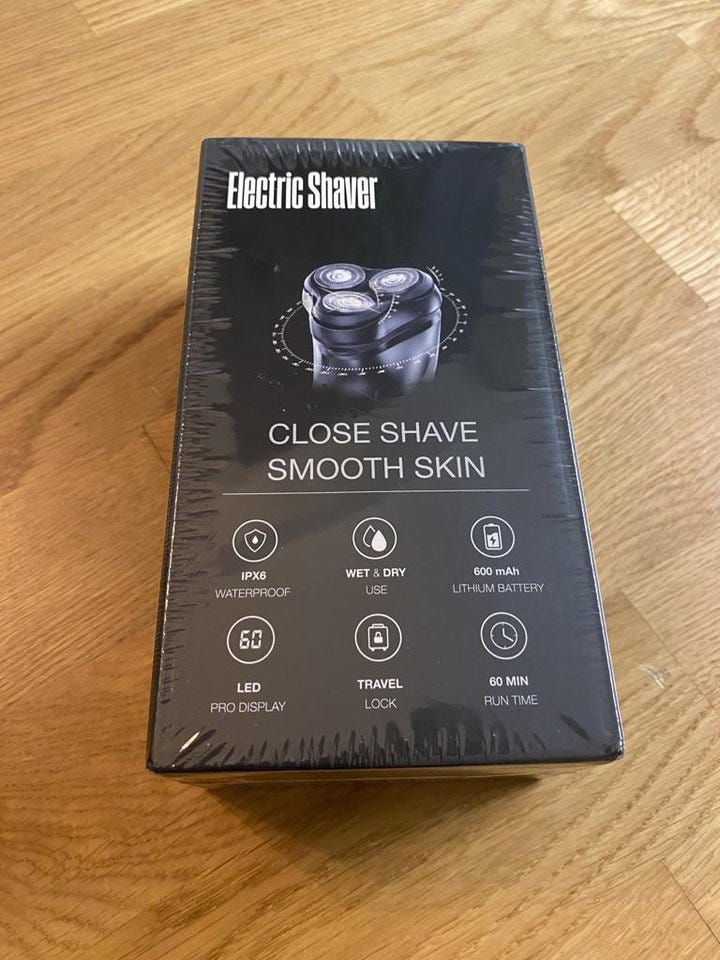 Electric Shaver
CLOSE SHAVE
SMOOTH SKIN
IPX6
WATERPROOF
WET & DRY
USE
600 mAh
LITHIUM BATTERY
60
LED
PRO DISPLAY
TRAVEL
LOCK
60 MIN
RUN TIME